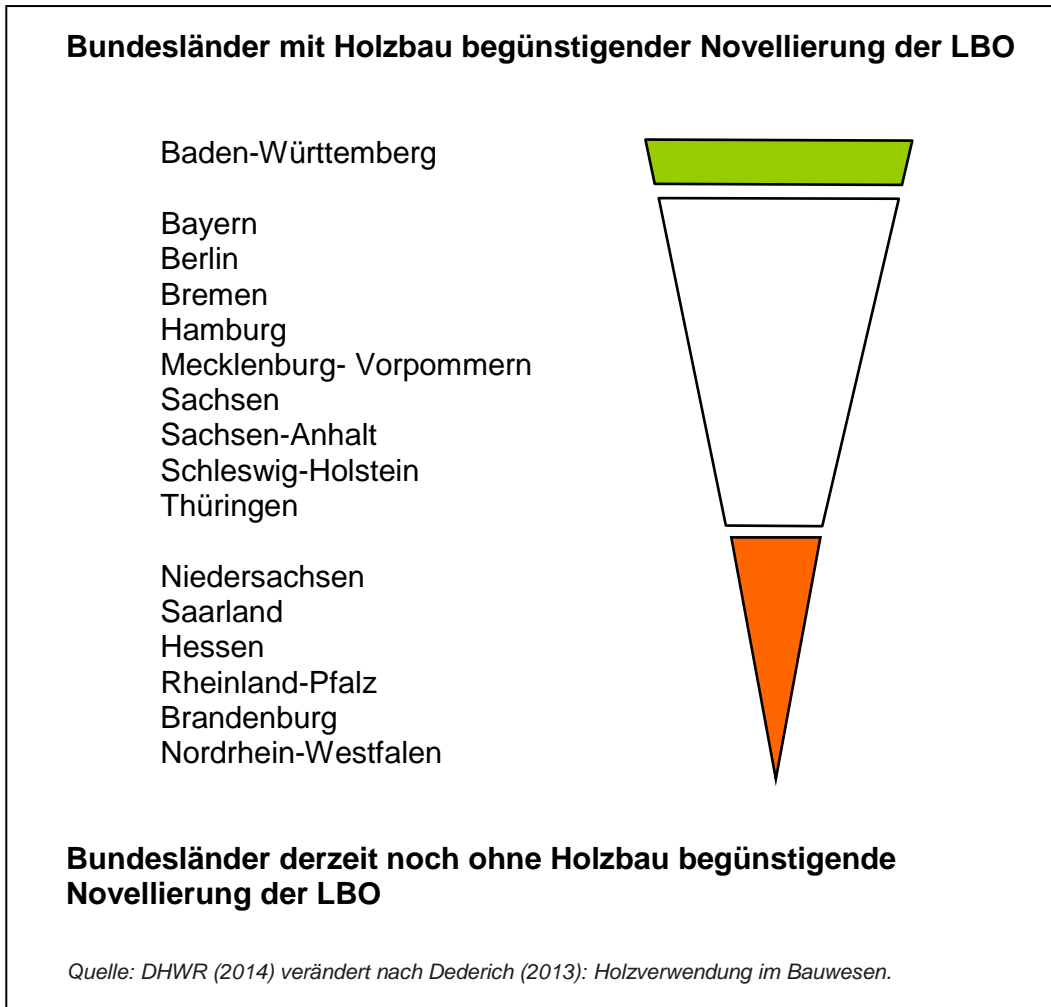 Bundesländer mit Holzbau begünstigender Novellierung der LBO
Baden-Württemberg
Bayern
Berlin
Bremen
Hamburg
Mecklenburg- Vorpommern
Sachsen
Sachsen-Anhalt
Schleswig-Holstein
Thüringen
Niedersachsen
Saarland
Hessen
Rheinland-Pfalz
Brandenburg
Nordrhein-Westfalen
Bundesländer derzeit noch ohne Holzbau begünstigende
Novellierung der LBO
Quelle: DHWR (2014) verändert nach Dederich (2013): Holzverwendung im Bauwesen.